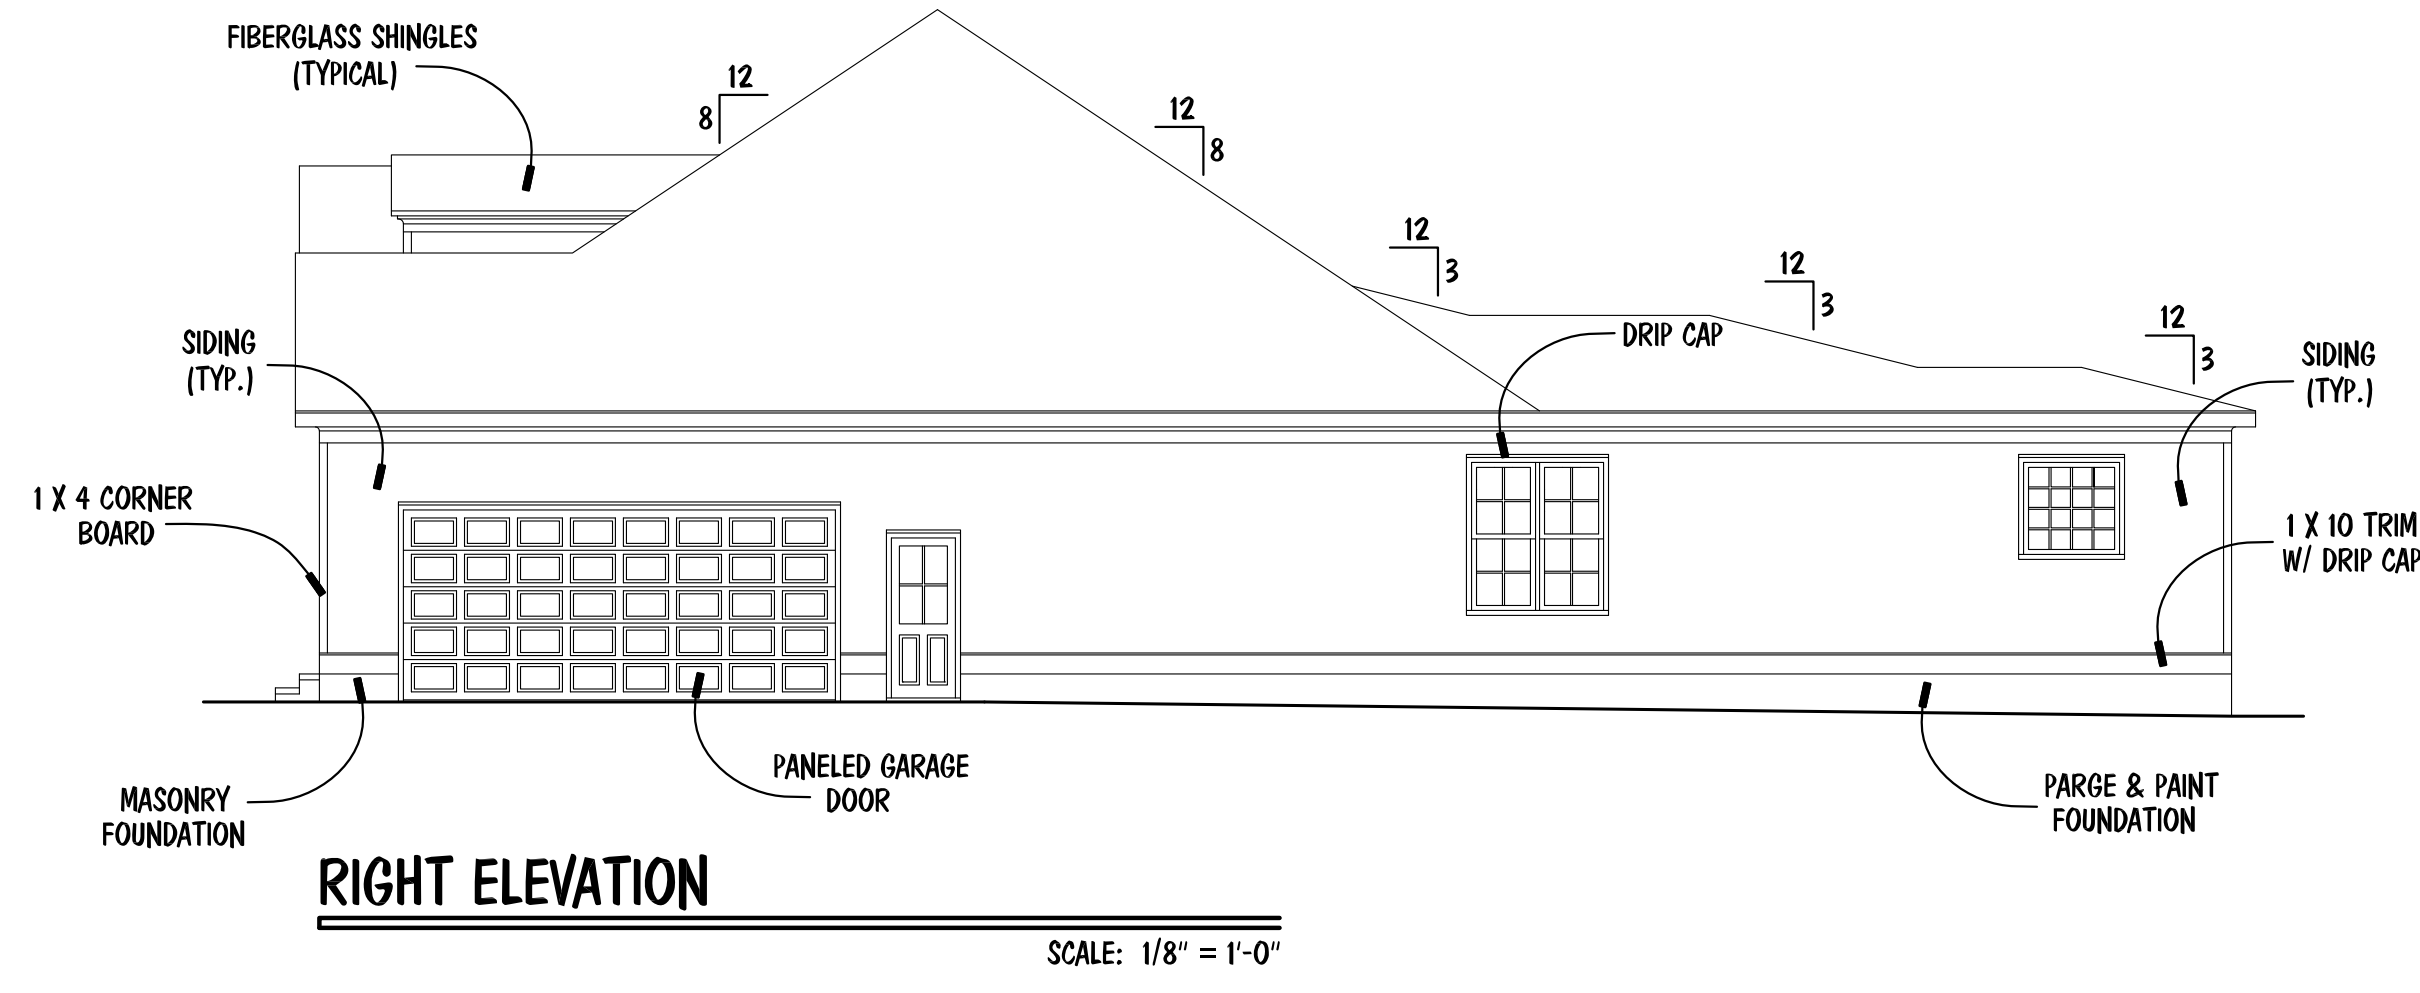 FIBERGLASS SHINGLES
(TYPICAL)
12
8
12
8
12
3
12
3
12
3
DRIP CAP
SIDING
(TYP.)
SIDING
(TYP.)
1 X 4 CORNER
BOARD
1 X 10 TRIM
W/ DRIP CAP
PANELED GARAGE
DOOR
MASONRY
FOUNDATION
PARGE & PAINT
FOUNDATION
RIGHT ELEVATION
SCALE: 1/8" = 1'-0"